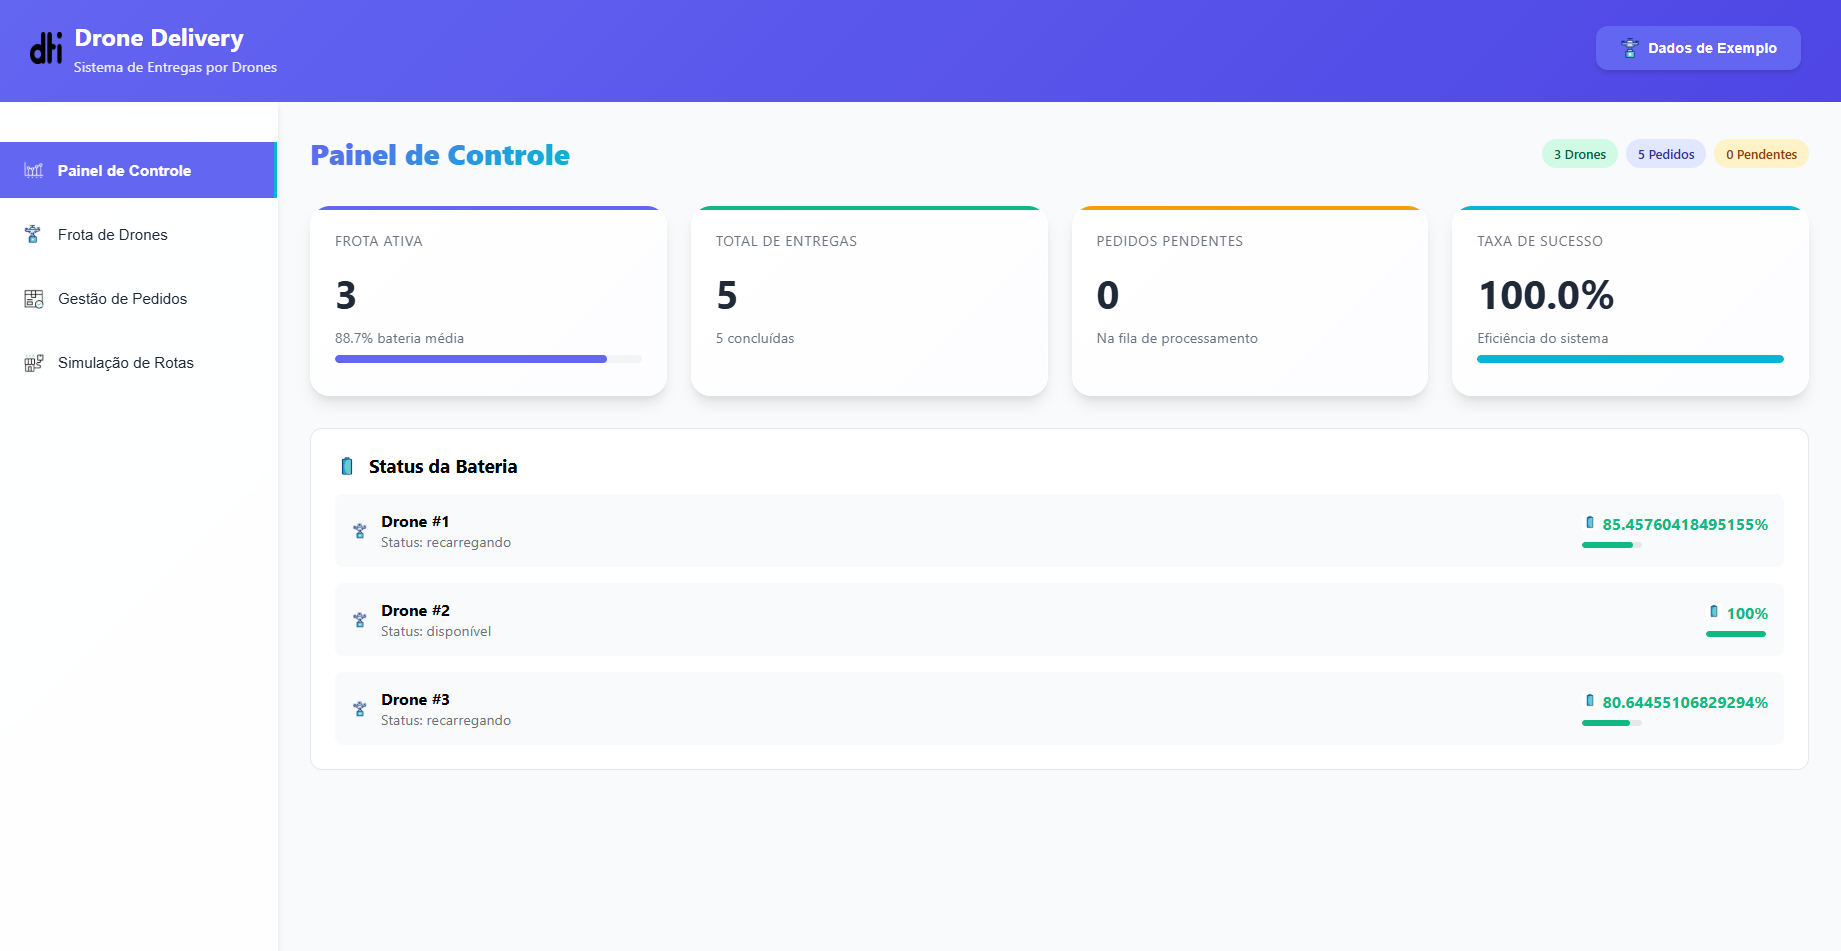 dti
Drone Delivery
Sistema de Entregas por Drones
Dados de Exemplo
Painel de Controle
Frota de Drones
Gestão de Pedidos
Simulação de Rotas
Painel de Controle
3 Drones
5 Pedidos
0 Pendentes
FROTA ATIVA
3
88.7% bateria média
TOTAL DE ENTREGAS
5
5 concluídas
PEDIDOS PENDENTES
0
Na fila de processamento
TAXA DE SUCESSO
100.0%
Eficiência do sistema
Status da Bateria
Drone #1
Status: recarregando
85.45760418495155%
Drone #2
Status: disponível
100%
Drone #3
Status: recarregando
80.64455106829294%